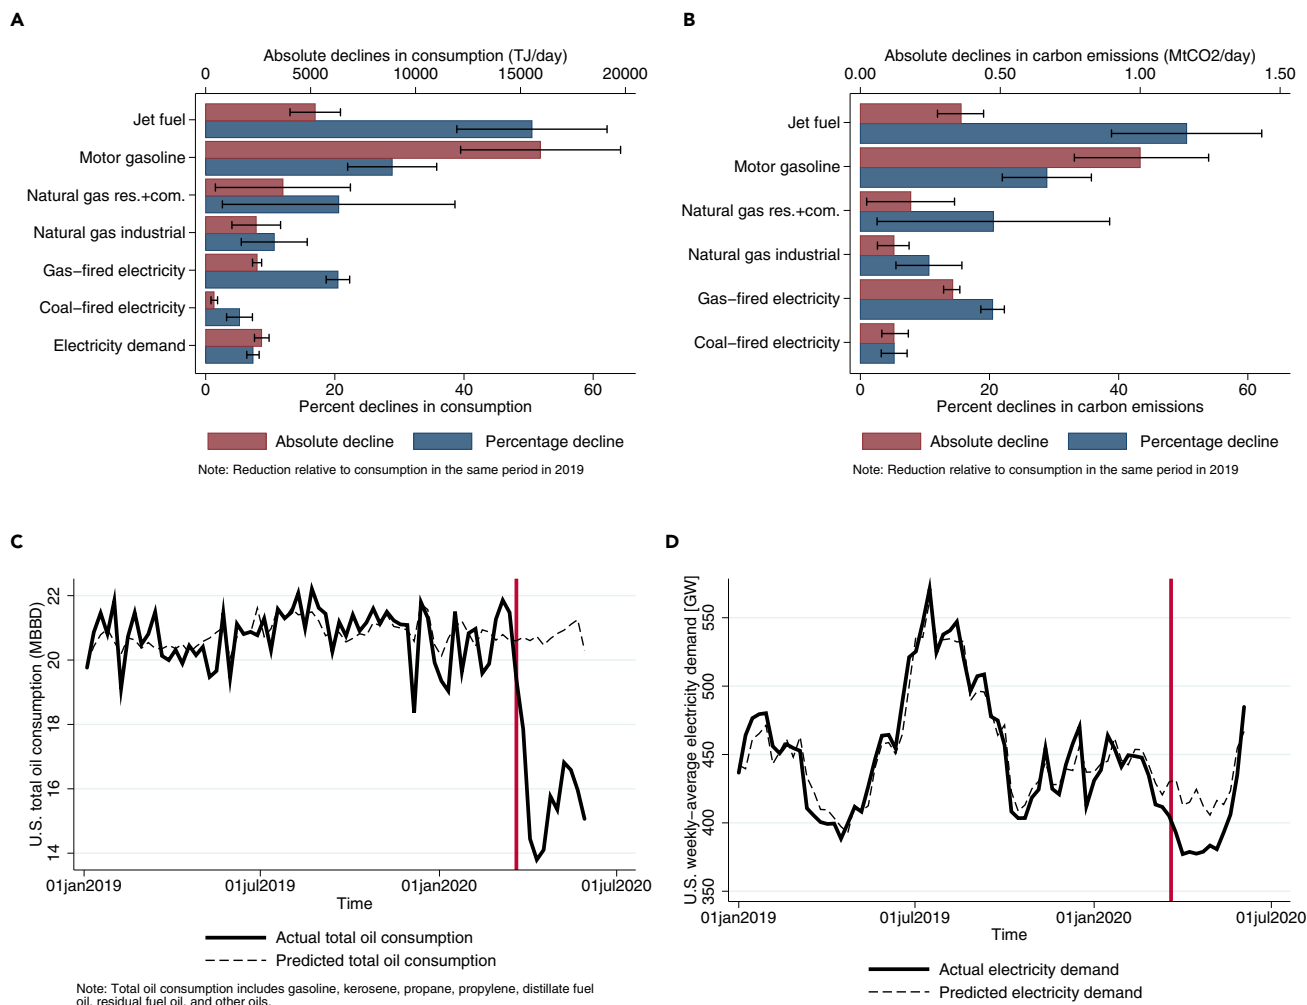 A
Absolute declines in consumption (TJ/day)
0 5000 10000 15000 20000
Jet fuel
Motor gasoline
Natural gas res.+com.
Natural gas industrial
Gas−fired electricity
Coal−fired electricity
Electricity demand
0 20 40 60
Percent declines in consumption
Absolute decline Percentage decline
Note: Reduction relative to consumption in the same period in 2019
B
Absolute declines in carbon emissions (MtCO2/day)
0.00 0.50 1.00 1.50
Jet fuel
Motor gasoline
Natural gas res.+com.
Natural gas industrial
Gas−fired electricity
Coal−fired electricity
0 20 40 60
Percent declines in carbon emissions
Absolute decline Percentage decline
Note: Reduction relative to consumption in the same period in 2019
C
U.S. total oil consumption (MBBD)
22
20
18
16
14
01jan2019 01jul2019 01jan2020 01jul2020
Time
Actual total oil consumption
Predicted total oil consumption
Note: Total oil consumption includes gasoline, kerosene, propane, propylene, distillate fuel
oil, residual fuel oil, and other oils.
D
U.S. weekly−average electricity demand [GW]
550
500
450
400
350
01jan2019 01jul2019 01jan2020 01jul2020
Time
Actual electricity demand
Predicted electricity demand